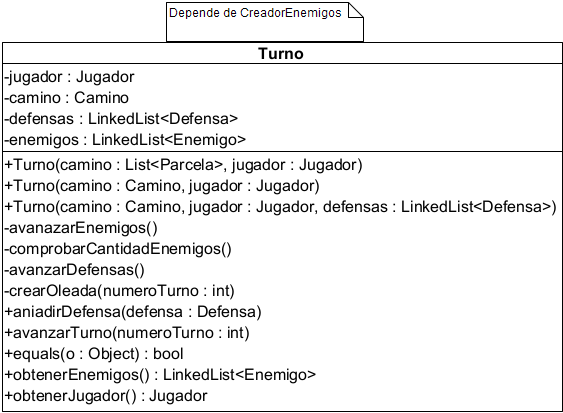 Depende de CreadorEnemigos
Turno
-jugador : Jugador
-camino : Camino
-defensas : LinkedList<Defensa>
-enemigos : LinkedList<Enemigo>
+Turno(camino : List<Parcela>, jugador : Jugador)
+Turno(camino : Camino, jugador : Jugador)
+Turno(camino : Camino, jugador : Jugador, defensas : LinkedList<Defensa>)
-avanazarEnemigos()
-comprobarCantidadEnemigos()
-avanzarDefensas()
-crearOleada(numeroTurno : int)
+aniadirDefensa(defensa : Defensa)
+avanzarTurno(numeroTurno : int)
+equals(o : Object) : bool
+obtenerEnemigos() : LinkedList<Enemigo>
+obtenerJugador() : Jugador